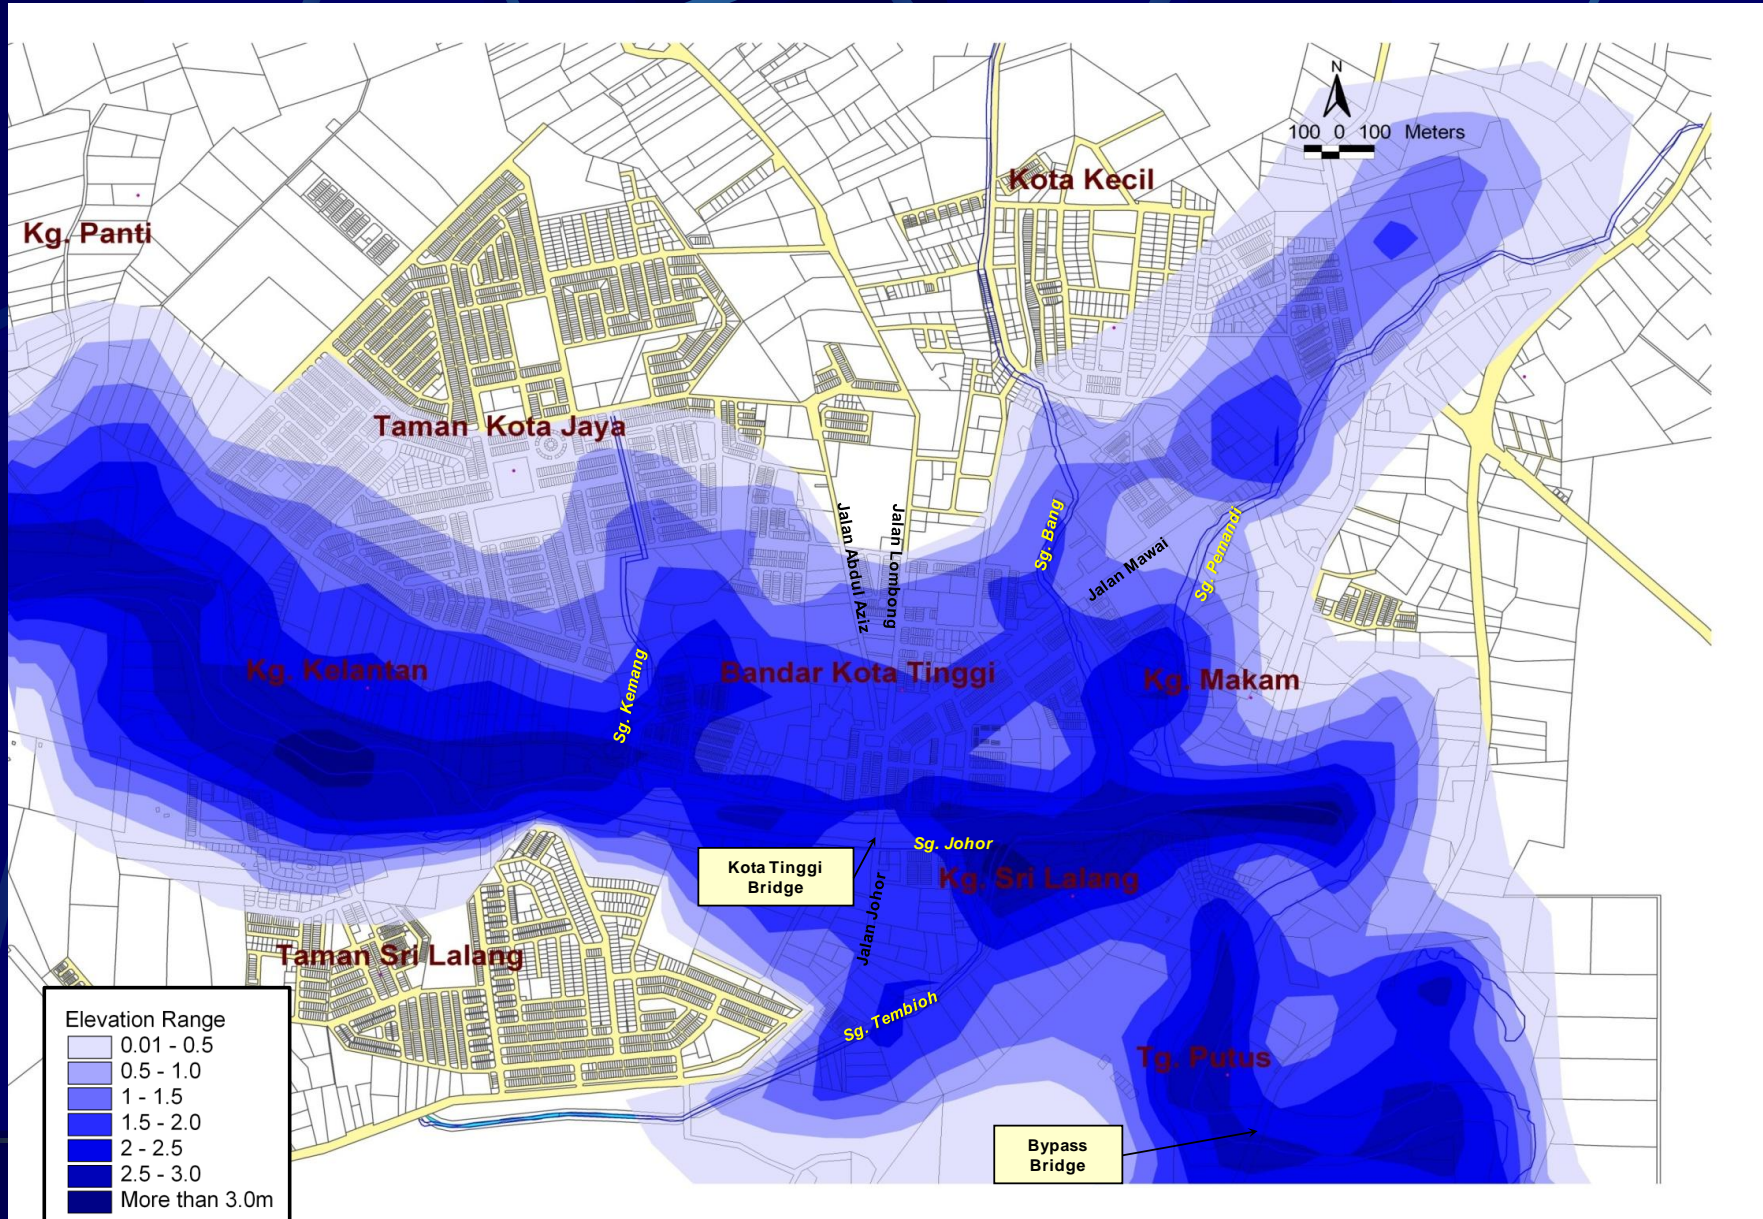 N
100 0 100 Meters
Kota Kecil
Kg. Panti
Taman Kota Jaya
Jalan Abdul Aziz
Jalan Lombong
Sg. Bang
Jalan Mawai
Sg. Pemandi
Kg. Kelantan
Sg. Kemang
Bandar Kota Tinggi
Kg. Makam
Kota Tinggi
Bridge
Sg. Johor
Kg. Sri Lalang
Jalan Johor
Taman Sri Lalang
Sg. Tembioh
Tg. Putus
Bypass
Bridge
Elevation Range
0.01 - 0.5
0.5 - 1.0
1 - 1.5
1.5 - 2.0
2 - 2.5
2.5 - 3.0
More than 3.0m